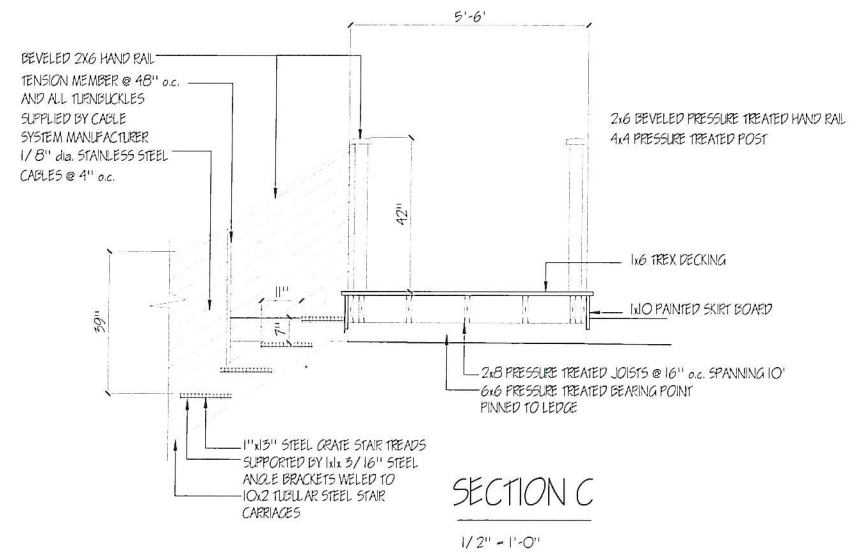 5'-6'
BEVELED 2X6 HAND RAIL
TENSION MEMBER @ 48" o.c.
AND ALL TURNBUCKLES
SUPPLIED BY CABLE
SYSTEM MANUFACTURER
1/8" dia. STAINLESS STEEL
CABLES @ 4" o.c.
2x6 BEVELED PRESSURE TREATED HAND RAIL
4x4 PRESSURE TREATED POST
42"
1x6 TREX DECKING
11"
1x10 PAINTED SKIRT BOARD
39"
7"
2x8 PRESSURE TREATED JOISTS @ 16" o.c. SPANNING 10'
6x6 PRESSURE TREATED BEARING POINT
PINNED TO LEDGE
1"x13" STEEL GRATE STAIR TREADS
SUPPORTED BY 1x1x 3/16" STEEL
ANGLE BRACKETS WELED TO
10x2 TUBULAR STEEL STAIR
CARRIAGES
SECTION C
1/2" = 1'-0"